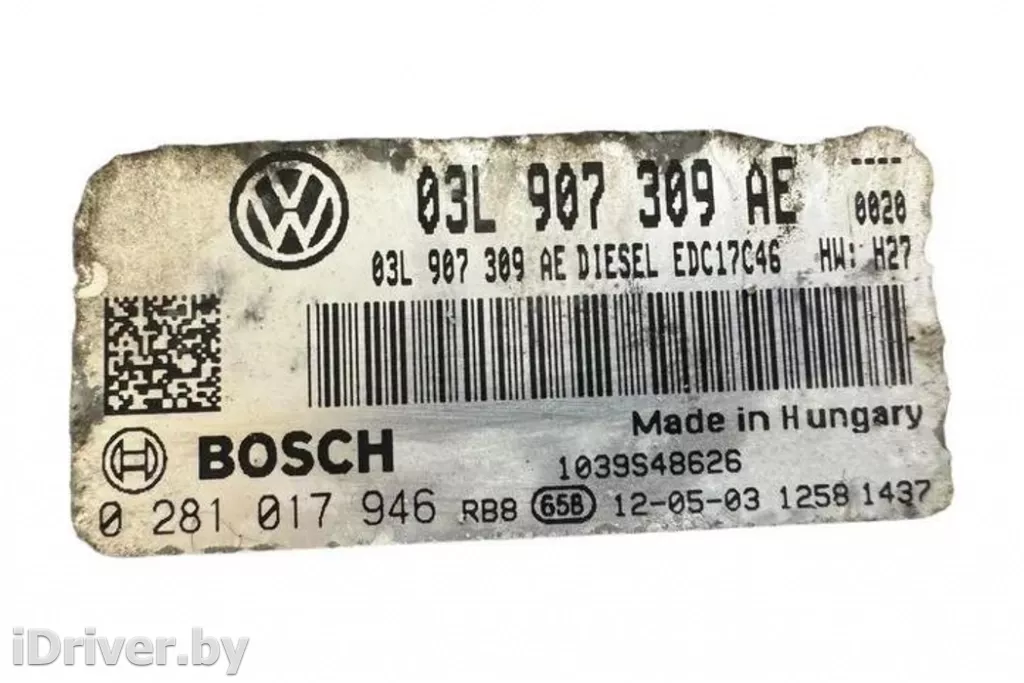 03L 907 309 AE ----
0020
03L 907 309 AE DIESEL EDC17C46 HW: H27
Made in Hungary
BOSCH 1039S48626
0 281 017 946 RB8 65B 12-05-03 1258 1437
iDriver.by